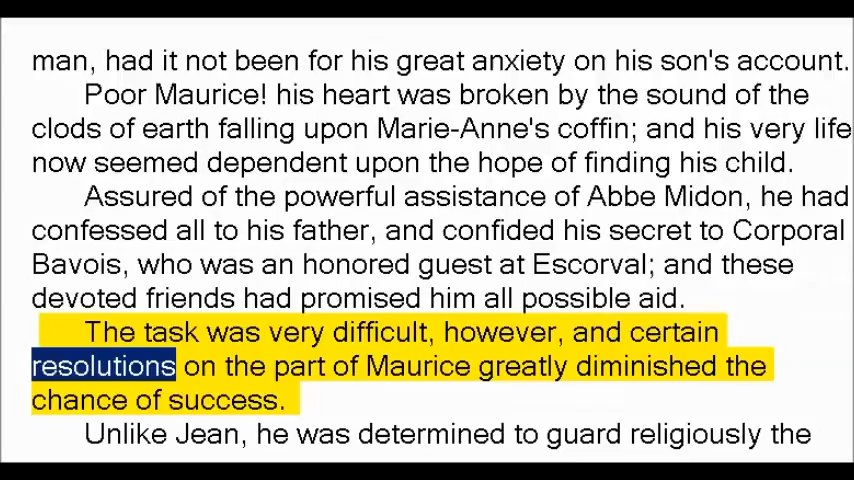 man, had it not been for his great anxiety on his son's account.
Poor Maurice! his heart was broken by the sound of the
clods of earth falling upon Marie-Anne's coffin; and his very life
now seemed dependent upon the hope of finding his child.
Assured of the powerful assistance of Abbe Midon, he had
confessed all to his father, and confided his secret to Corporal
Bavois, who was an honored guest at Escorval; and these
devoted friends had promised him all possible aid.
The task was very difficult, however, and certain
resolutions on the part of Maurice greatly diminished the
chance of success.
Unlike Jean, he was determined to guard religiously the